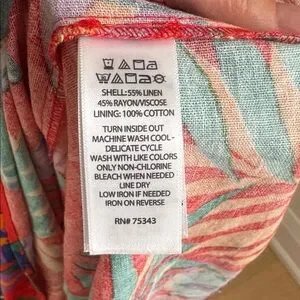 SHELL: 55% LINEN
45% RAYON/VISCOSE
LINING: 100% COTTON
TURN INSIDE OUT
MACHINE WASH COOL -
DELICATE CYCLE
WASH WITH LIKE COLORS
ONLY NON-CHLORINE
BLEACH WHEN NEEDED
LINE DRY
LOW IRON IF NEEDED
IRON ON REVERSE
RN# 75343